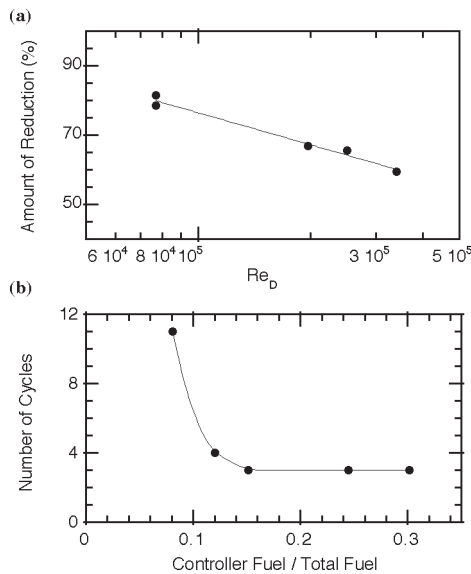 (a)
Amount of Reduction (%)
90
70
50
6 10⁴ 8 10⁴ 10⁵ 3 10⁵ 5 10⁵
Re_D
(b)
Number of Cycles
12
8
4
0
0 0.1 0.2 0.3
Controller Fuel / Total Fuel